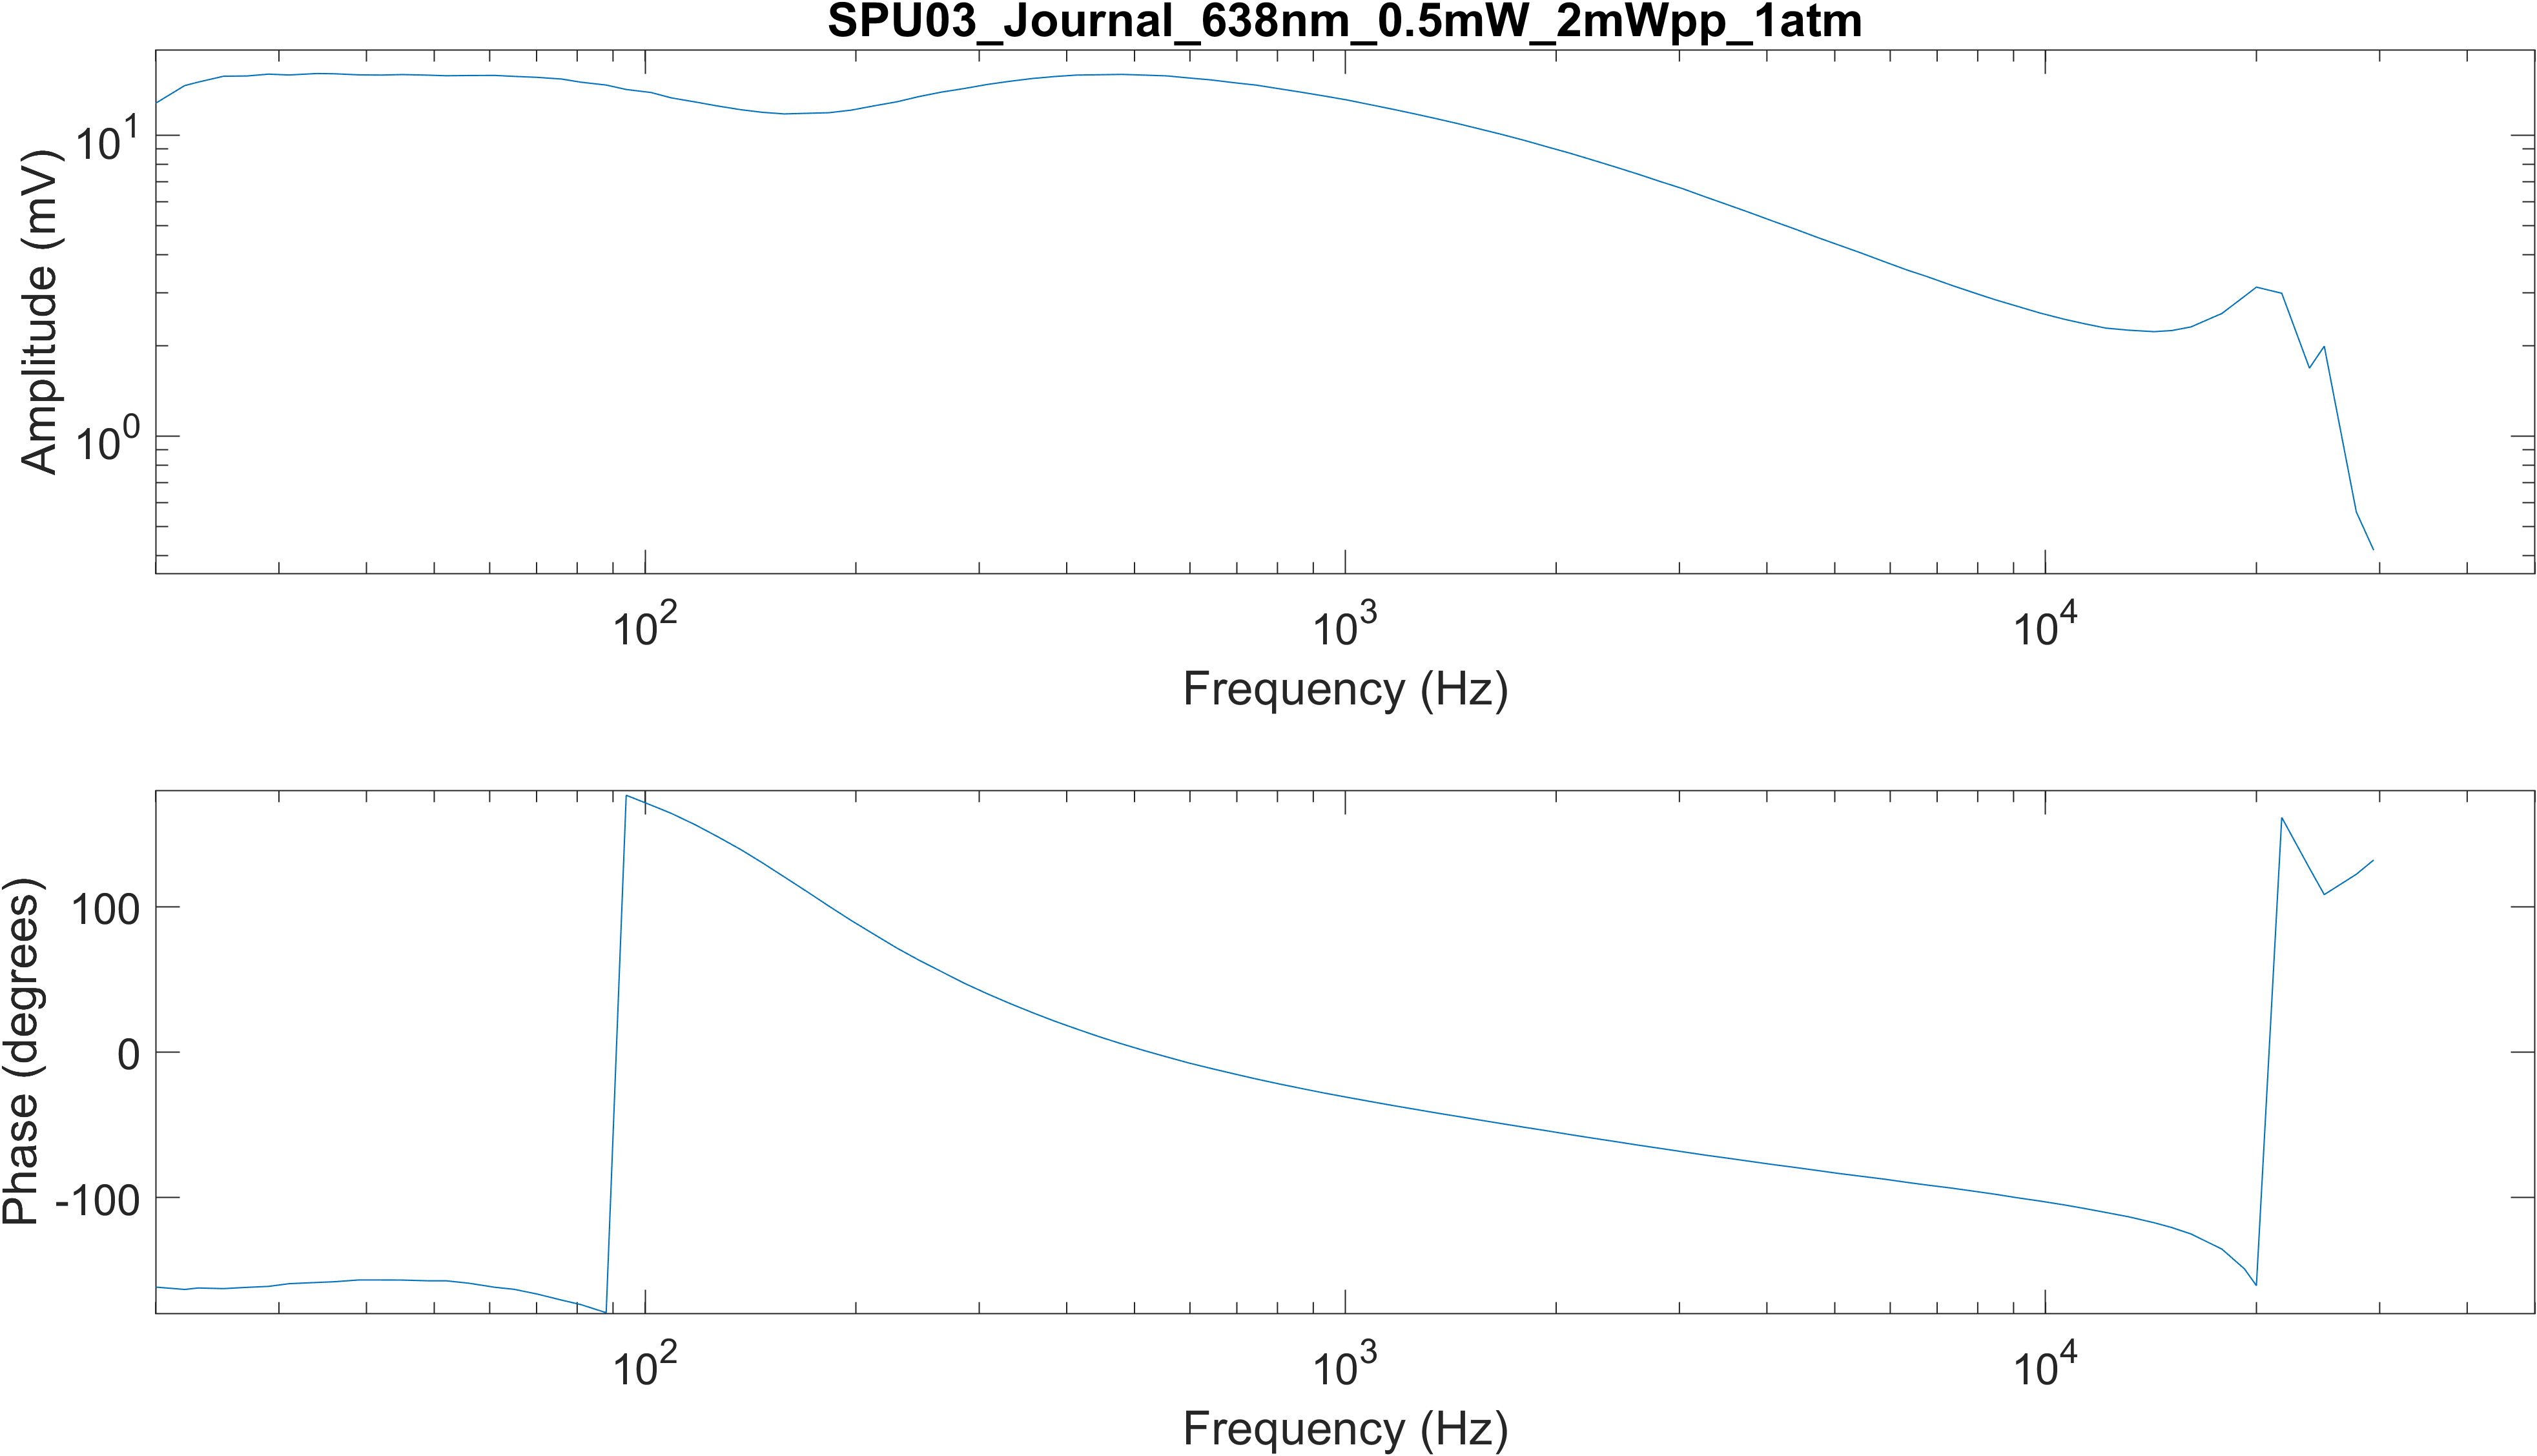 SPU03_Journal_638nm_0.5mW_2mWpp_1atm
Amplitude (mV)
10^1
10^0
10^2
10^3
10^4
Frequency (Hz)
Phase (degrees)
100
0
-100
10^2
10^3
10^4
Frequency (Hz)